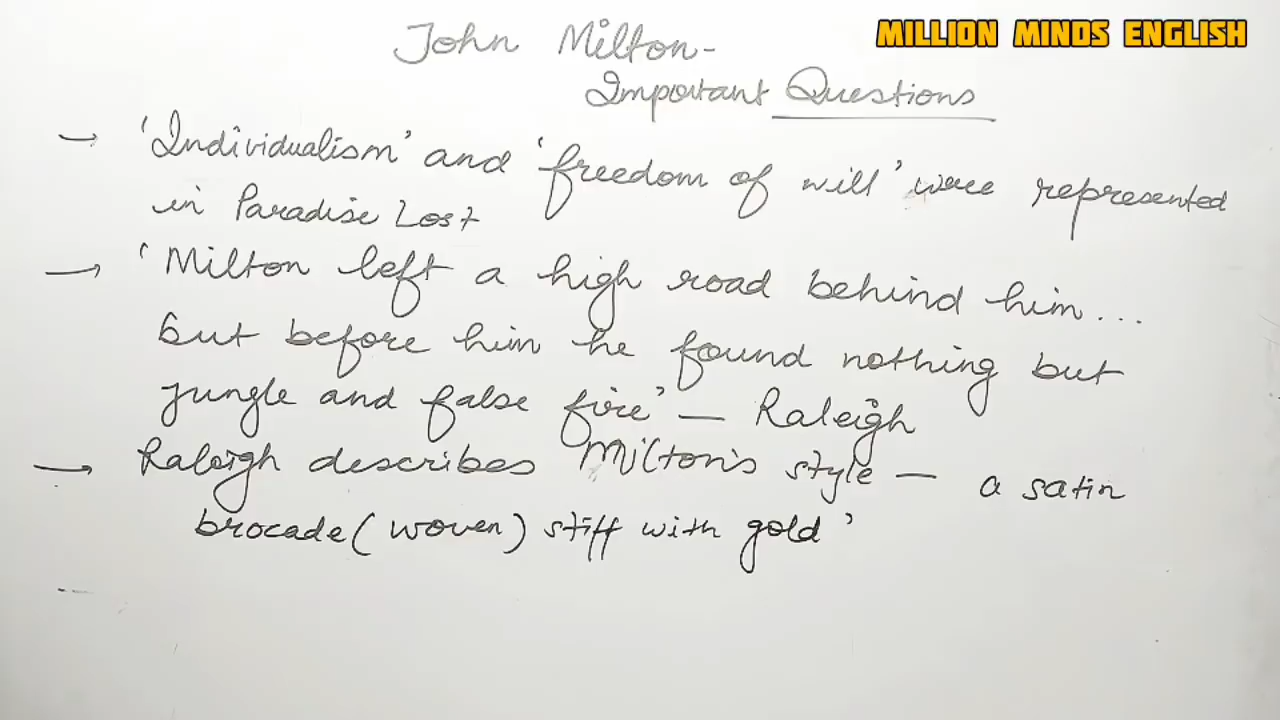 John Milton-
MILLION MINDS ENGLISH
Important Questions
→ 'Individualism' and 'freedom of will' were represented
in Paradise Lost
→ 'Milton left a high road behind him...
but before him he found nothing but
jungle and false fire' — Raleigh
→ Raleigh describes Milton's style — a satin
brocade (woven) stiff with gold'